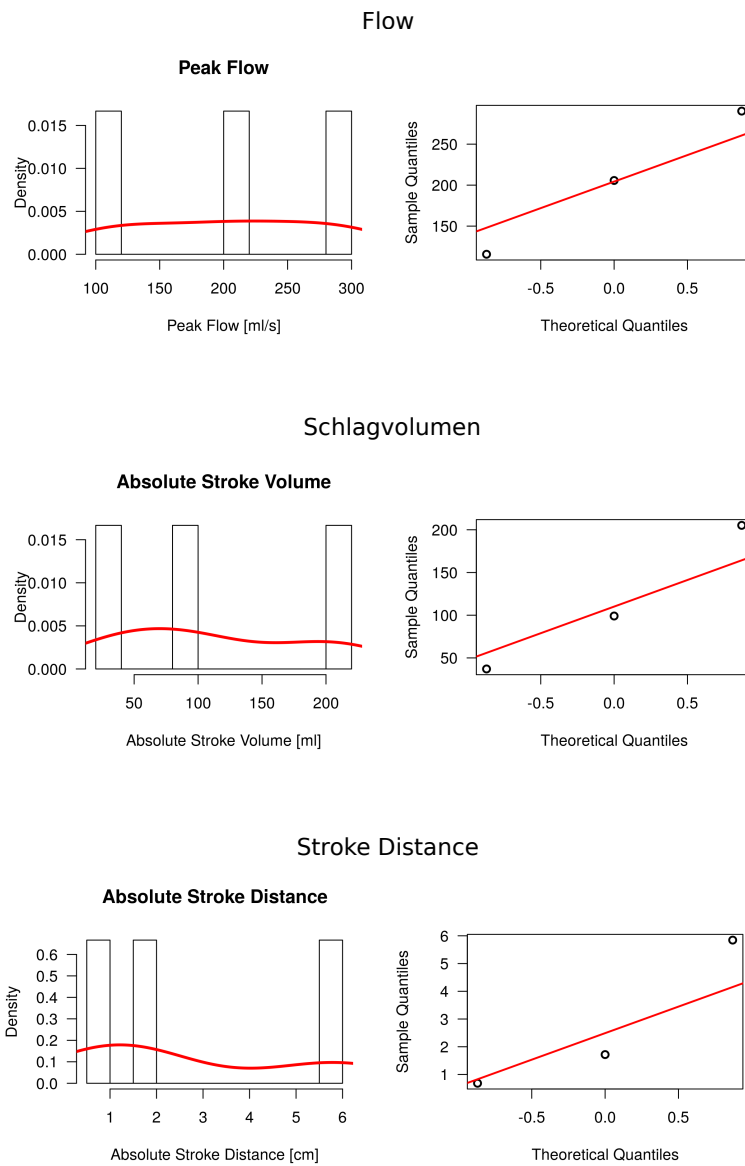 Flow
Peak Flow
Density
0.000
0.005
0.010
0.015
100 150 200 250 300
Peak Flow [ml/s]
Sample Quantiles
150
200
250
-0.5 0.0 0.5
Theoretical Quantiles
Schlagvolumen
Absolute Stroke Volume
Density
0.000
0.005
0.010
0.015
50 100 150 200
Absolute Stroke Volume [ml]
Sample Quantiles
50
100
150
200
-0.5 0.0 0.5
Theoretical Quantiles
Stroke Distance
Absolute Stroke Distance
Density
0.0
0.1
0.2
0.3
0.4
0.5
0.6
1 2 3 4 5 6
Absolute Stroke Distance [cm]
Sample Quantiles
1
2
3
4
5
6
-0.5 0.0 0.5
Theoretical Quantiles